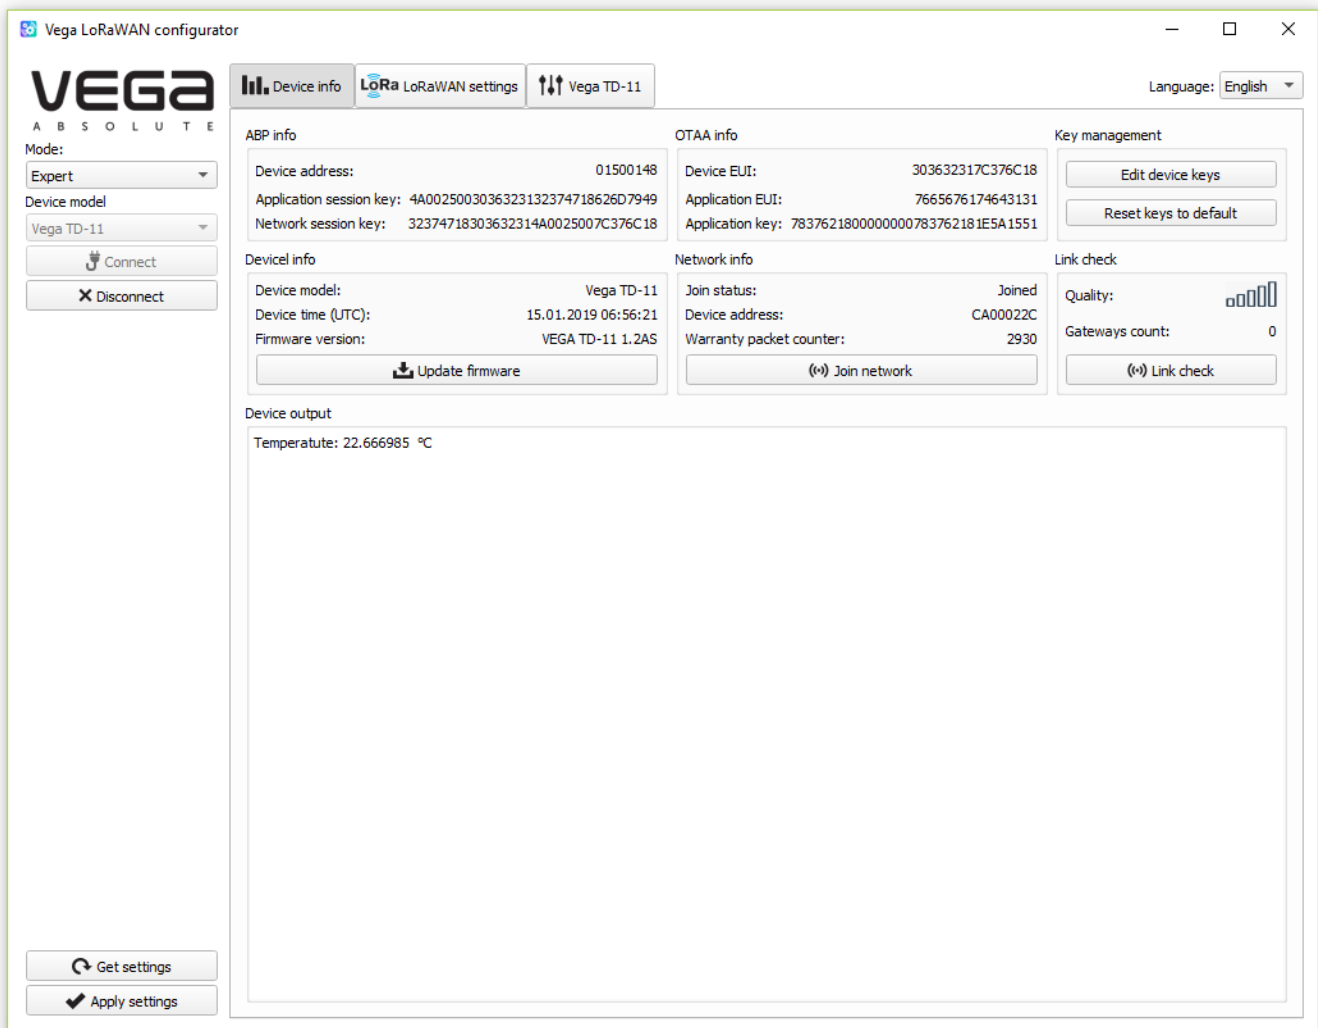 Vega LoRaWAN configurator
VEGA
ABSOLUTE
Mode:
Expert
Device model
Vega TD-11
Connect
Disconnect
Get settings
Apply settings
Device info
LoRa LoRaWAN settings
Vega TD-11
Language: English
ABP info
Device address: 01500148
Application session key: 4A0025003036323132374718626D7949
Network session key: 32374718303632314A0025007C376C18
OTAA info
Device EUI: 303632317C376C18
Application EUI: 7665676174643131
Application key: 7837621800000000783762181E5A1551
Key management
Edit device keys
Reset keys to default
Devicel info
Device model: Vega TD-11
Device time (UTC): 15.01.2019 06:56:21
Firmware version: VEGA TD-11 1.2AS
Update firmware
Network info
Join status: Joined
Device address: CA00022C
Warranty packet counter: 2930
Join network
Link check
Quality:
Gateways count: 0
Link check
Device output
Temperatute: 22.666985 ºC